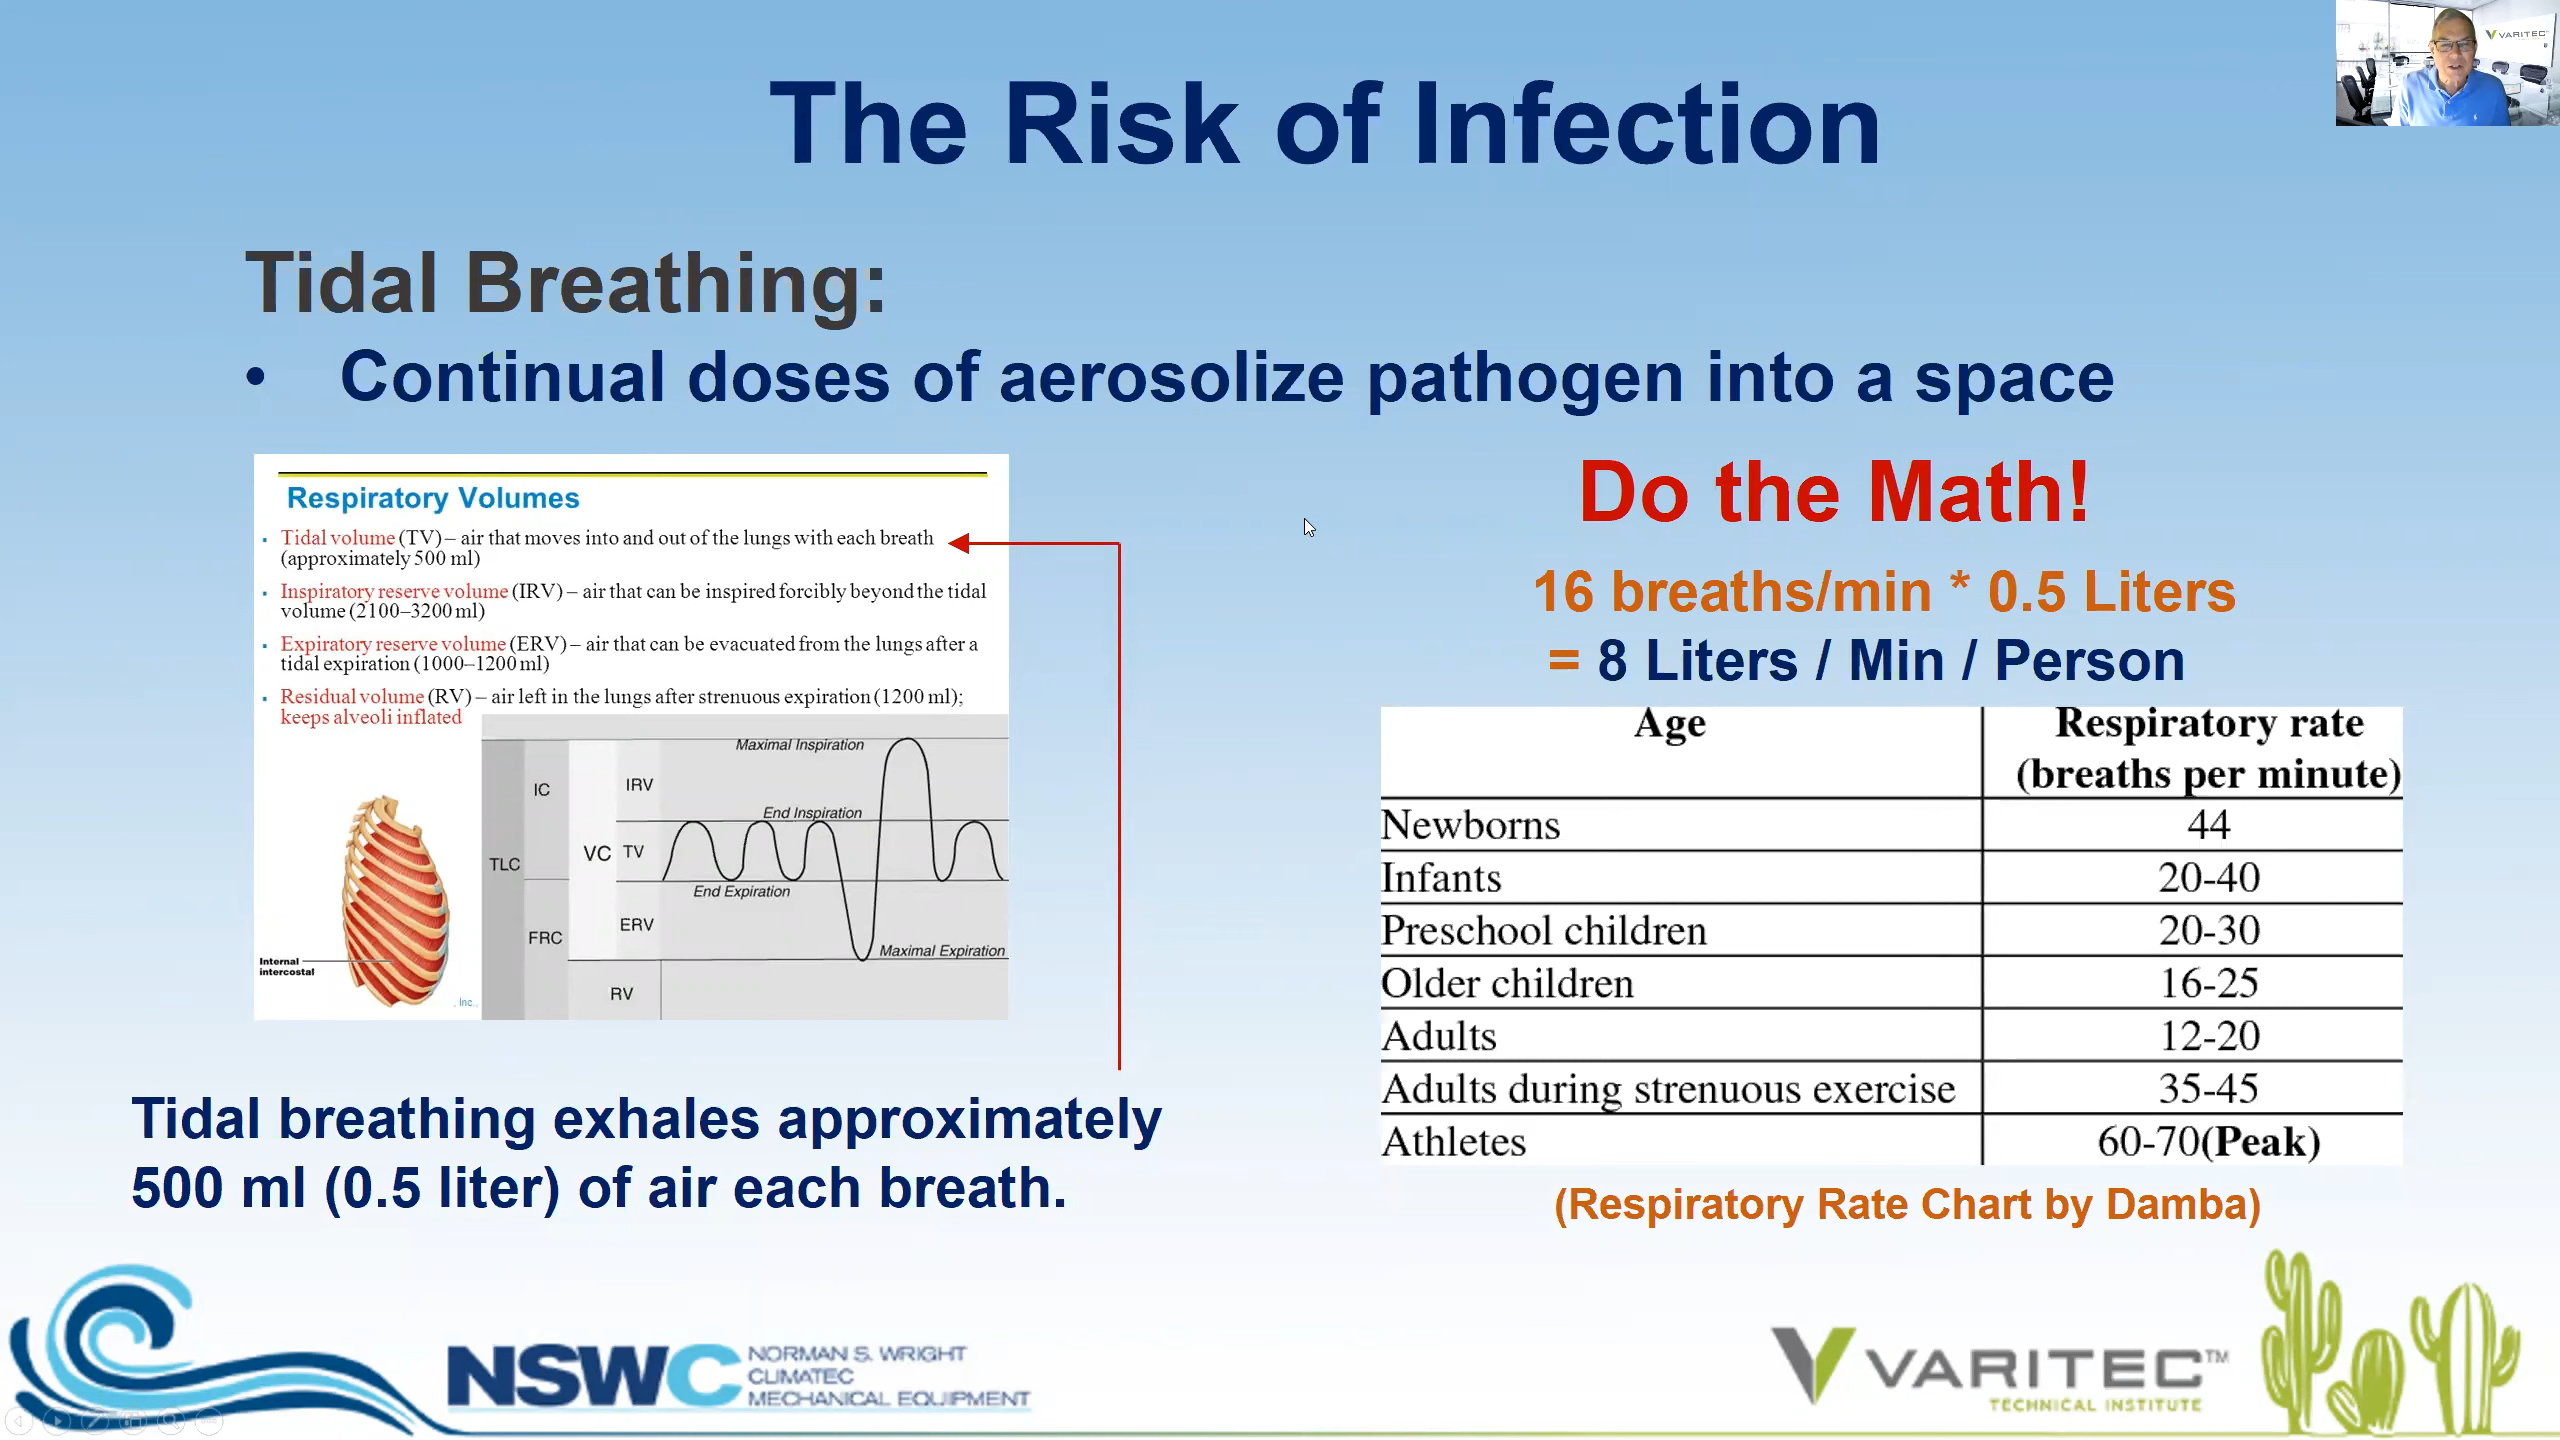 The Risk of Infection
VARITEC
Tidal Breathing:
• Continual doses of aerosolize pathogen into a space
Respiratory Volumes
▪ Tidal volume (TV) – air that moves into and out of the lungs with each breath
(approximately 500 ml)
▪ Inspiratory reserve volume (IRV) – air that can be inspired forcibly beyond the tidal
volume (2100–3200 ml)
▪ Expiratory reserve volume (ERV) – air that can be evacuated from the lungs after a
tidal expiration (1000–1200 ml)
▪ Residual volume (RV) – air left in the lungs after strenuous expiration (1200 ml);
keeps alveoli inflated
Maximal Inspiration
IC
IRV
End Inspiration
TLC
VC
TV
End Expiration
FRC
ERV
Maximal Expiration
RV
Internal
intercostal
, Inc.
Tidal breathing exhales approximately
500 ml (0.5 liter) of air each breath.
Do the Math!
16 breaths/min * 0.5 Liters
= 8 Liters / Min / Person
Age Respiratory rate
(breaths per minute)
Newborns 44
Infants 20-40
Preschool children 20-30
Older children 16-25
Adults 12-20
Adults during strenuous exercise 35-45
Athletes 60-70(Peak)
(Respiratory Rate Chart by Damba)
NSWC
NORMAN S. WRIGHT
CLIMATEC
MECHANICAL EQUIPMENT
VARITEC™
TECHNICAL INSTITUTE